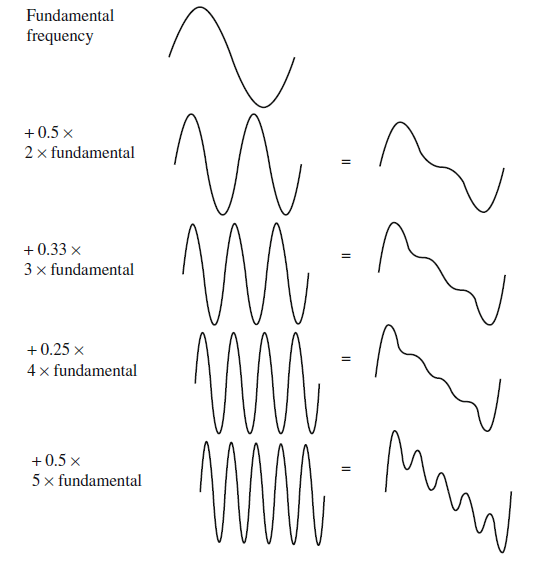 Fundamental
frequency
+ 0.5 ×
2 × fundamental
=
+ 0.33 ×
3 × fundamental
=
+ 0.25 ×
4 × fundamental
=
+ 0.5 ×
5 × fundamental
=